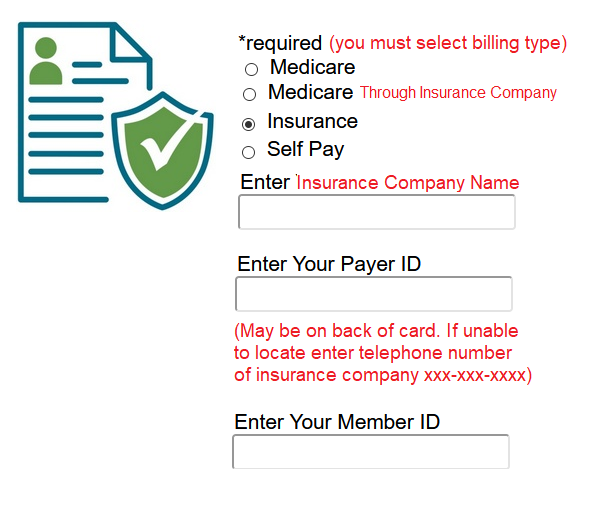 *required (you must select billing type)
Medicare
Medicare Through Insurance Company
Insurance
Self Pay
Enter Insurance Company Name
Enter Your Payer ID
(May be on back of card. If unable
to locate enter telephone number
of insurance company xxx-xxx-xxxx)
Enter Your Member ID